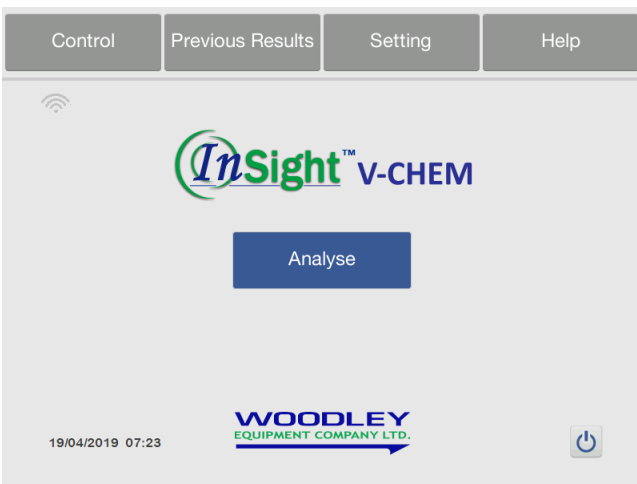 Control Previous Results Setting Help
InSight™ V-CHEM
Analyse
WOODLEY
EQUIPMENT COMPANY LTD.
19/04/2019 07:23